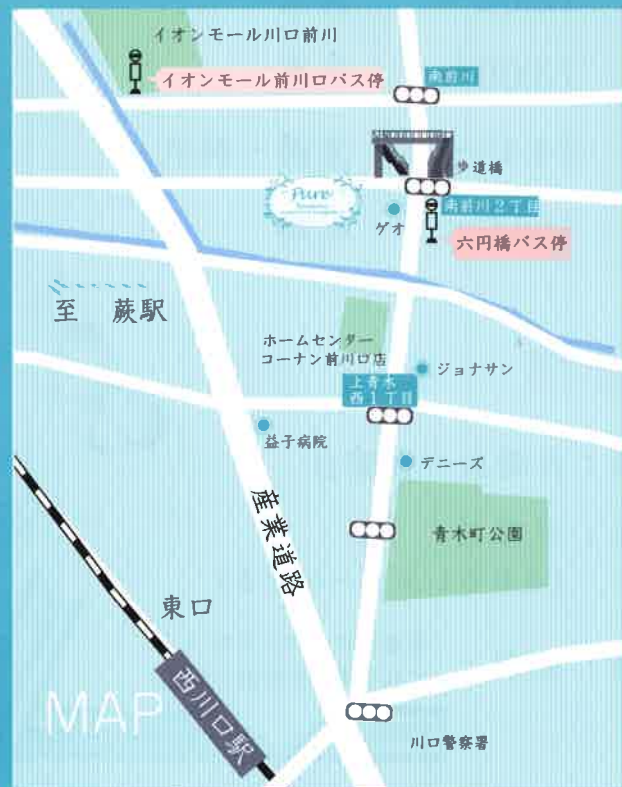 イオンモール川口前川
イオンモール前川口バス停
南前川
歩道橋
Pure
南前川2丁目
ゲオ
六円橋バス停
至 蕨駅
ホームセンター
コーナン前川口店
ジョナサン
上青木
西1丁目
益子病院
デニーズ
産業道路
青木町公園
東口
西川口駅
MAP
川口警察署